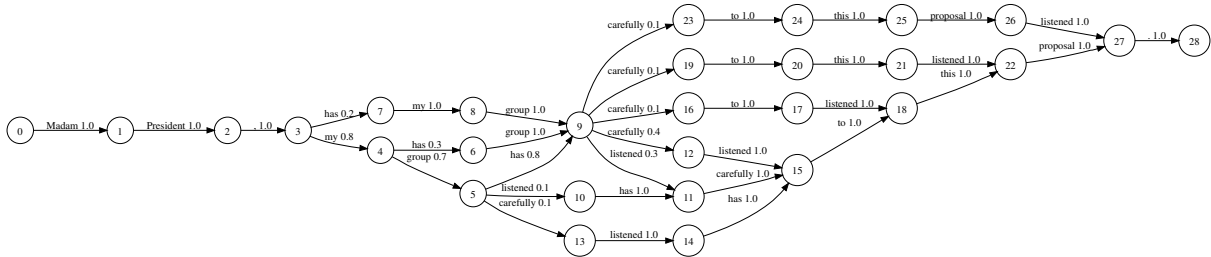 0 Madam 1.0 1 President 1.0 2 , 1.0 3
has 0.2 7 my 1.0 8 group 1.0 9
my 0.8 4 has 0.3 6 group 1.0
group 0.7 5 has 0.8
listened 0.1 10 has 1.0 11 carefully 1.0 15
carefully 0.1 13 listened 1.0 14 has 1.0
carefully 0.1 23 to 1.0 24 this 1.0 25 proposal 1.0 26 listened 1.0 27 . 1.0 28
carefully 0.1 19 to 1.0 20 this 1.0 21 listened 1.0 22 proposal 1.0
carefully 0.1 16 to 1.0 17 listened 1.0 18 this 1.0
carefully 0.4 12 listened 1.0 to 1.0
listened 0.3